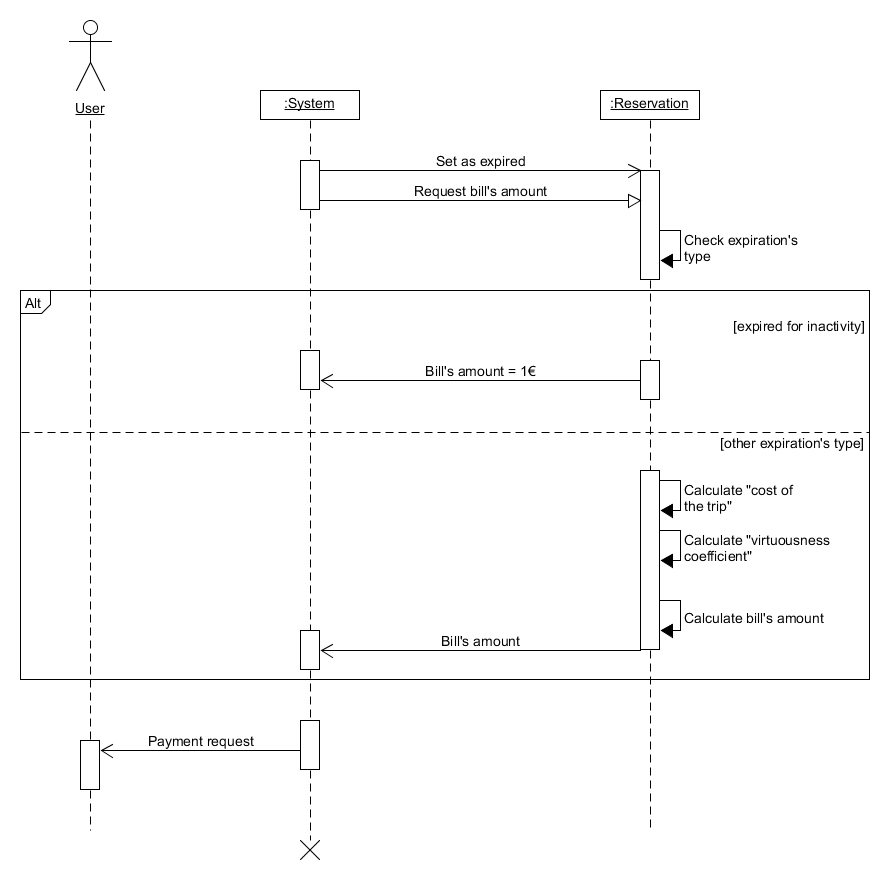 User
:System
:Reservation
Set as expired
Request bill's amount
Check expiration's
type
Alt
[expired for inactivity]
Bill's amount = 1€
[other expiration's type]
Calculate "cost of
the trip"
Calculate "virtuousness
coefficient"
Calculate bill's amount
Bill's amount
Payment request